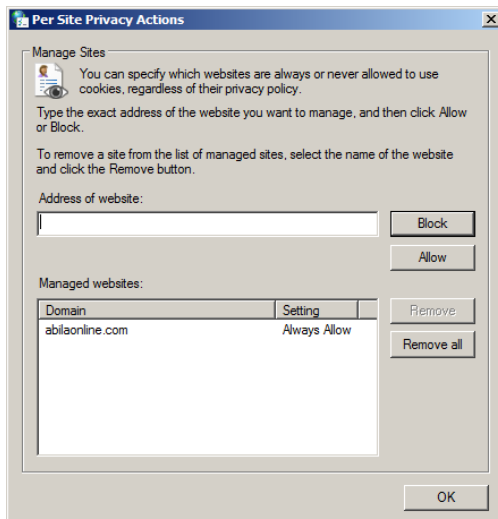 Per Site Privacy Actions
Manage Sites
You can specify which websites are always or never allowed to use
cookies, regardless of their privacy policy.
Type the exact address of the website you want to manage, and then click Allow
or Block.
To remove a site from the list of managed sites, select the name of the website
and click the Remove button.
Address of website:
Block
Allow
Managed websites:
Domain Setting
Remove
abilaonline.com Always Allow
Remove all
OK